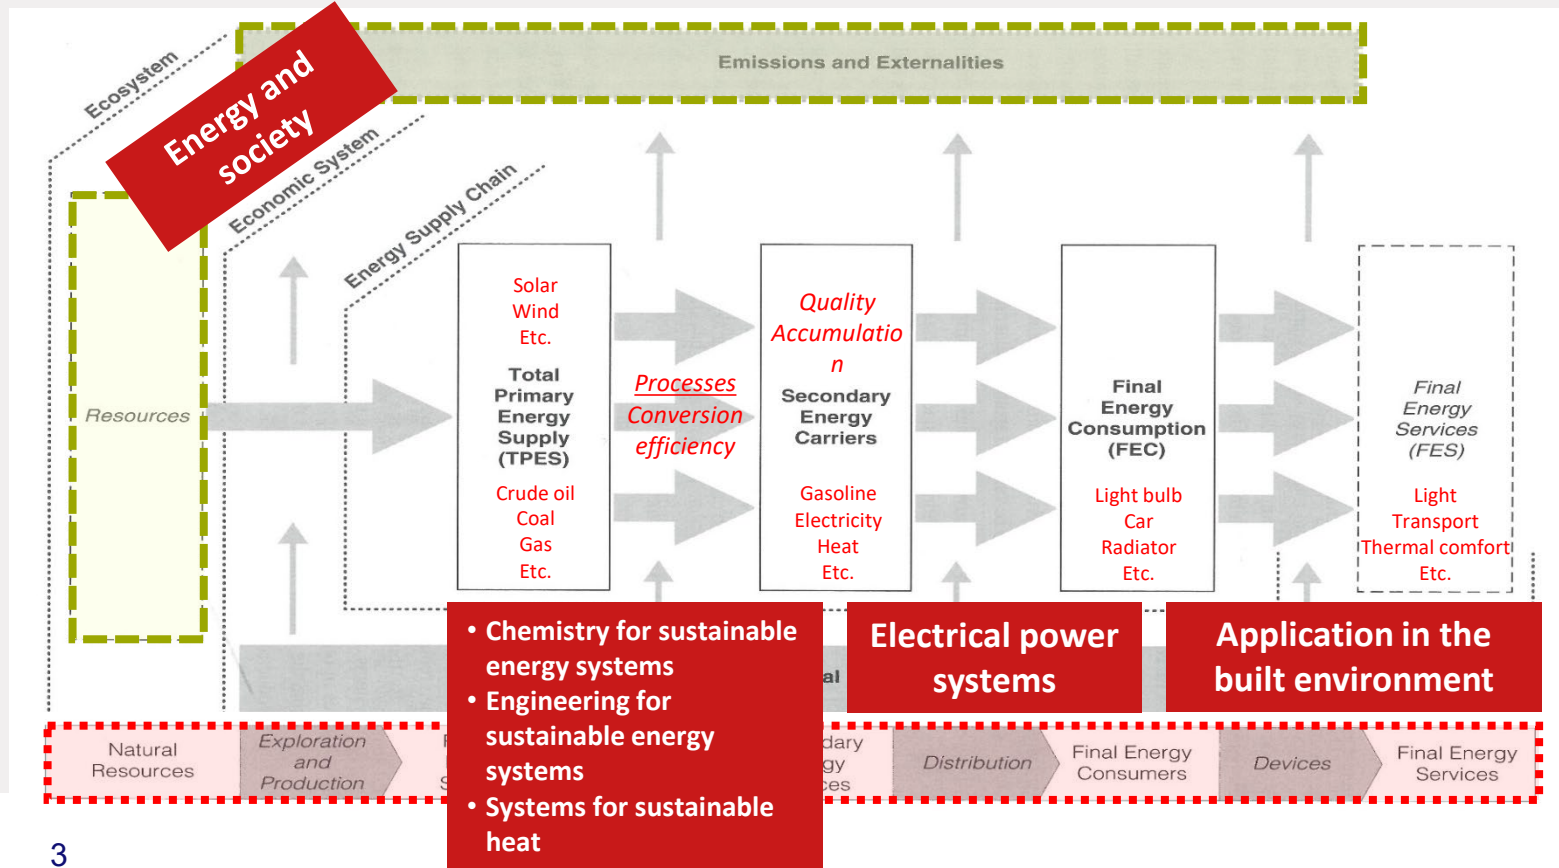 Emissions and Externalities
Ecosystem
Energy and
society
Economic System
Energy Supply Chain
Resources
Solar
Wind
Etc.
Total
Primary
Energy
Supply
(TPES)
Crude oil
Coal
Gas
Etc.
Processes
Conversion
efficiency
Quality
Accumulatio
n
Secondary
Energy
Carriers
Gasoline
Electricity
Heat
Etc.
Final
Energy
Consumption
(FEC)
Light bulb
Car
Radiator
Etc.
Final
Energy
Services
(FES)
Light
Transport
Thermal comfort
Etc.
• Chemistry for sustainable
energy systems
• Engineering for
sustainable energy
systems
• Systems for sustainable
heat
Electrical power
systems
Application in the
built environment
Natural
Resources
Exploration
and
Production
Distribution
Final Energy
Consumers
Devices
Final Energy
Services
3